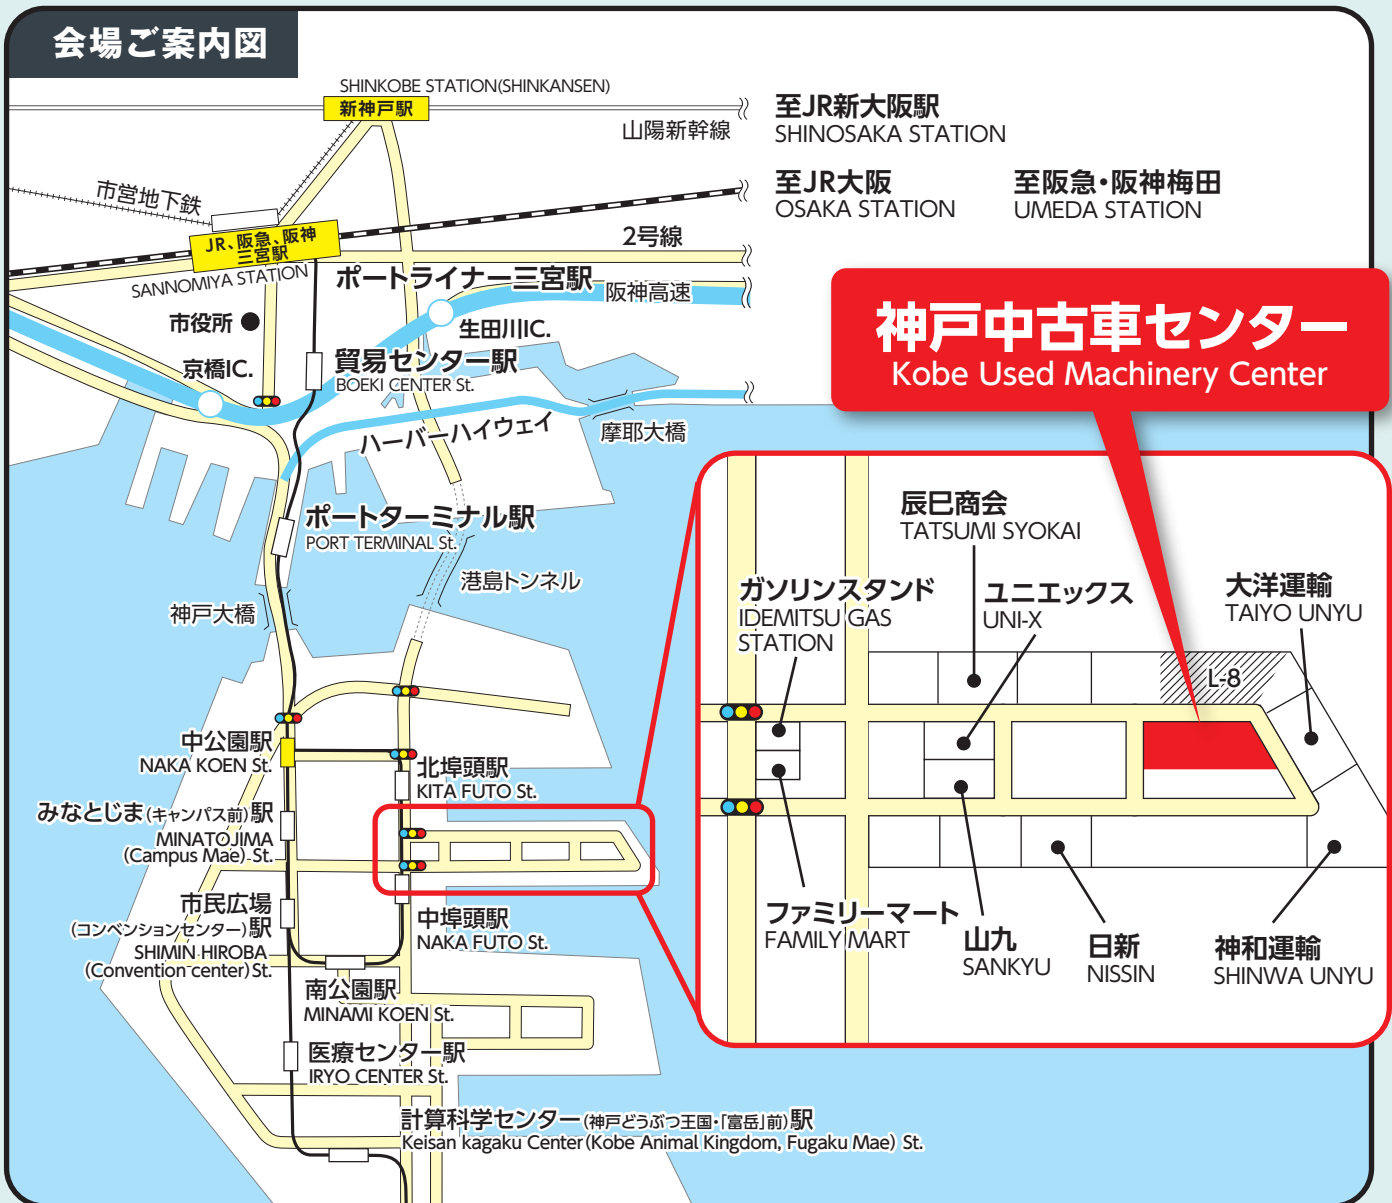 会場ご案内図
SHINKOBE STATION(SHINKANSEN)
新神戸駅
山陽新幹線
至JR新大阪駅
SHINOSAKA STATION
市営地下鉄
至JR大阪
OSAKA STATION
至阪急・阪神梅田
UMEDA STATION
JR、阪急、阪神
三宮駅
SANNOMIYA STATION
2号線
ポートライナー三宮駅
阪神高速
市役所
生田川IC.
京橋IC.
貿易センター駅
BOEKI CENTER St.
ハーバーハイウェイ
摩耶大橋
神戸中古車センター
Kobe Used Machinery Center
ポートターミナル駅
PORT TERMINAL St.
港島トンネル
神戸大橋
辰巳商会
TATSUMI SYOKAI
ガソリンスタンド
IDEMITSU GAS
STATION
ユニエックス
UNI-X
大洋運輸
TAIYO UNYU
L-8
中公園駅
NAKA KOEN St.
北埠頭駅
KITA FUTO St.
みなとじま(キャンパス前)駅
MINATOJIMA
(Campus Mae) St.
市民広場
(コンベンションセンター)駅
SHIMIN HIROBA
(Convention center)St.
中埠頭駅
NAKA FUTO St.
ファミリーマート
FAMILY MART
山九
SANKYU
日新
NISSIN
神和運輸
SHINWA UNYU
南公園駅
MINAMI KOEN St.
医療センター駅
IRYO CENTER St.
計算科学センター(神戸どうぶつ王国・「富岳」前)駅
Keisan kagaku Center(Kobe Animal Kingdom, Fugaku Mae) St.